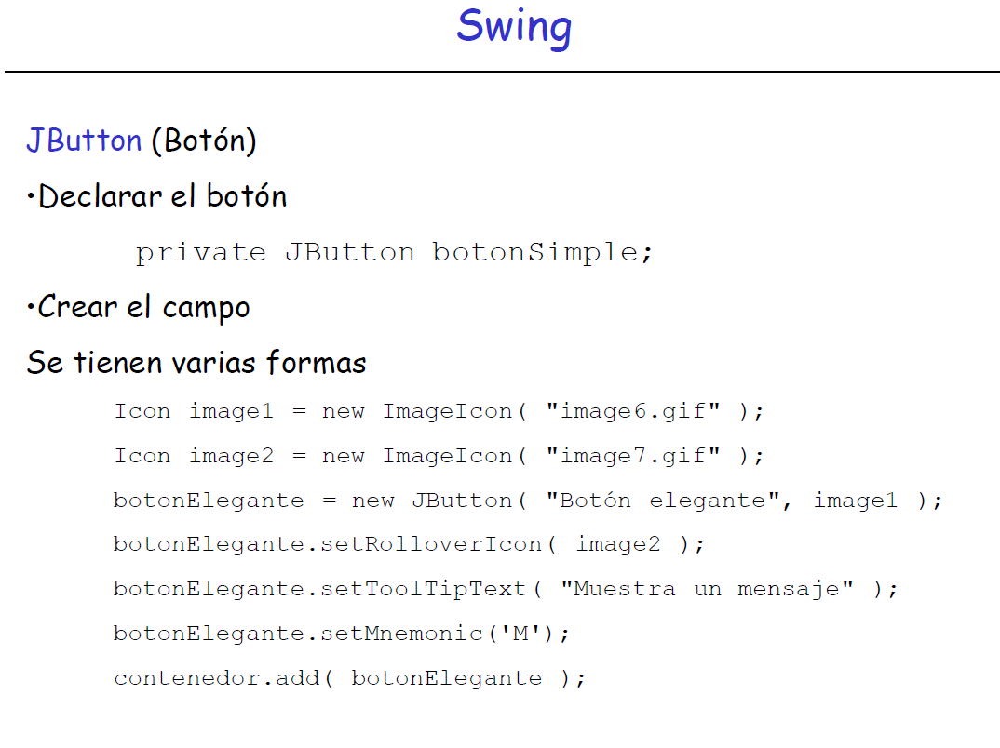 Swing
JButton (Botón)
•Declarar el botón
private JButton botonSimple;
•Crear el campo
Se tienen varias formas
Icon image1 = new ImageIcon( "image6.gif" );
Icon image2 = new ImageIcon( "image7.gif" );
botonElegante = new JButton( "Botón elegante", image1 );
botonElegante.setRolloverIcon( image2 );
botonElegante.setToolTipText( "Muestra un mensaje" );
botonElegante.setMnemonic('M');
contenedor.add( botonElegante );